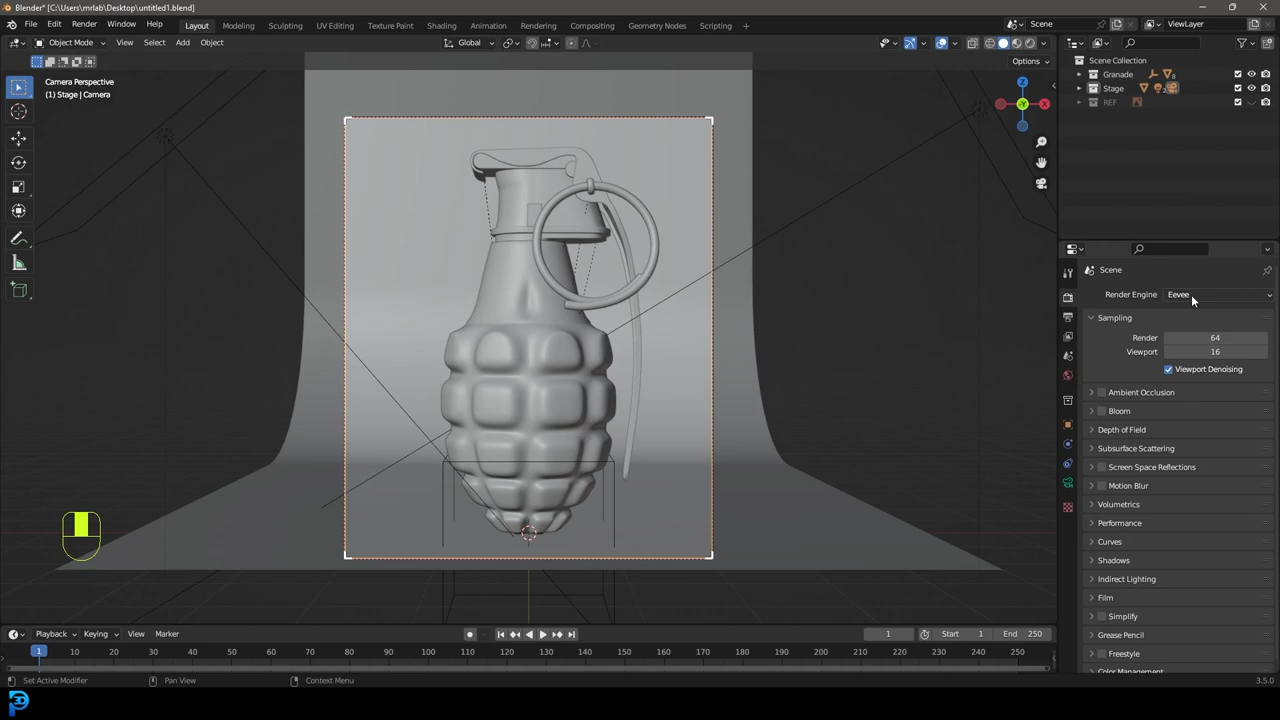 Blender* [C:\Users\mrlab\Desktop\untitled1.blend]
File Edit Render Window Help Layout Modeling Sculpting UV Editing Texture Paint Shading Animation Rendering Compositing Geometry Nodes Scripting + Scene ViewLayer
Object Mode View Select Add Object Global
Options
Camera Perspective
(1) Stage | Camera
Z
Y
X
Scene Collection
Granade 8
Stage
REF
Scene
Render Engine Eevee
Sampling
Render 64
Viewport 16
Viewport Denoising
Ambient Occlusion
Bloom
Depth of Field
Subsurface Scattering
Screen Space Reflections
Motion Blur
Volumetrics
Performance
Curves
Shadows
Indirect Lighting
Film
Simplify
Grease Pencil
Freestyle
Color Management
Playback Keying View Marker 1 Start 1 End 250
1 10 20 30 40 50 60 70 80 90 100 110 120 130 140 150 160 170 180 190 200 210 220 230 240 250
Set Active Modifier Pan View Context Menu 3.5.0